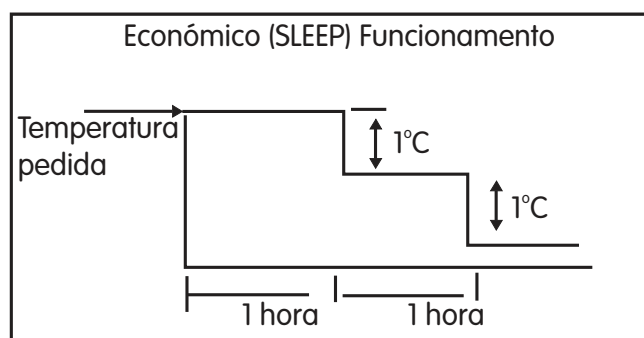 Económico (SLEEP) Funcionamento
Temperatura
pedida
1°C
1°C
1 hora
1 hora